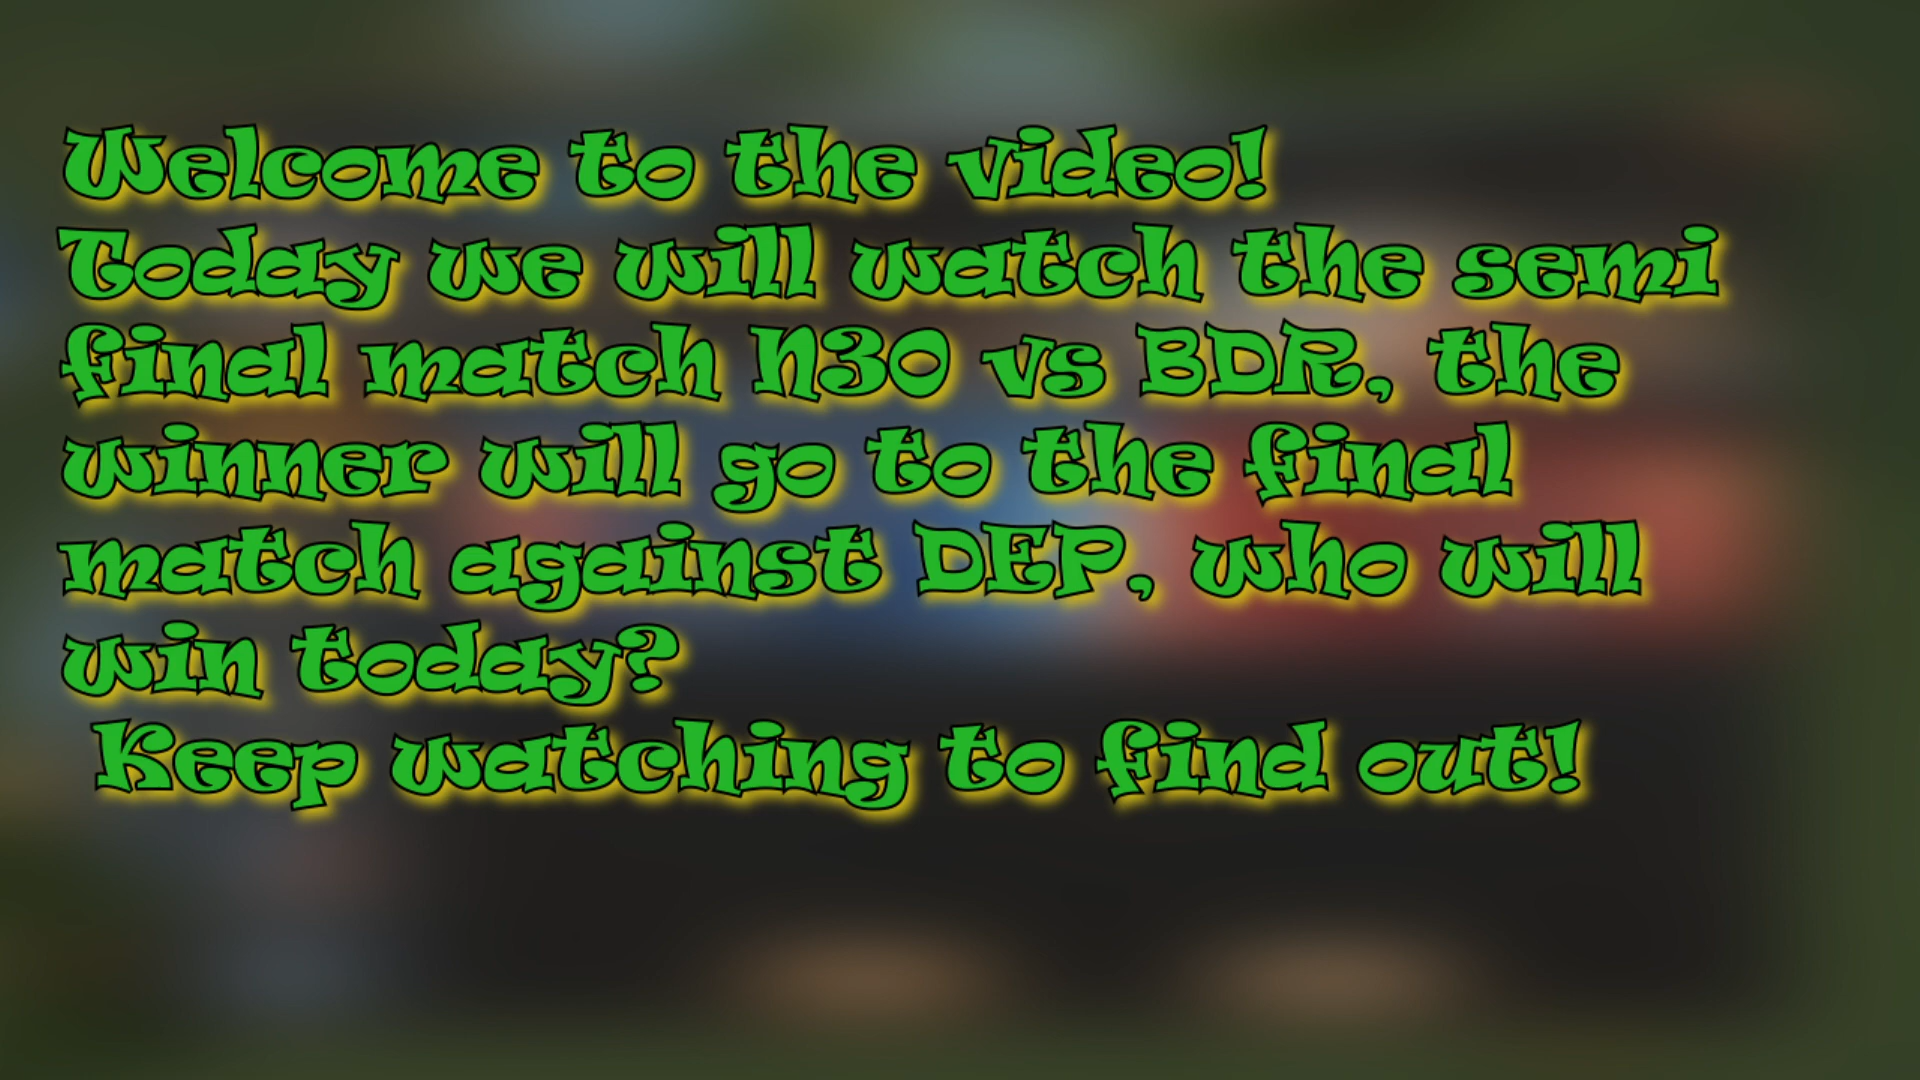 Welcome to the video!
Today we will watch the semi
final match N30 vs BDR, the
winner will go to the final
match against DEP, who will
win today?
Keep watching to find out!